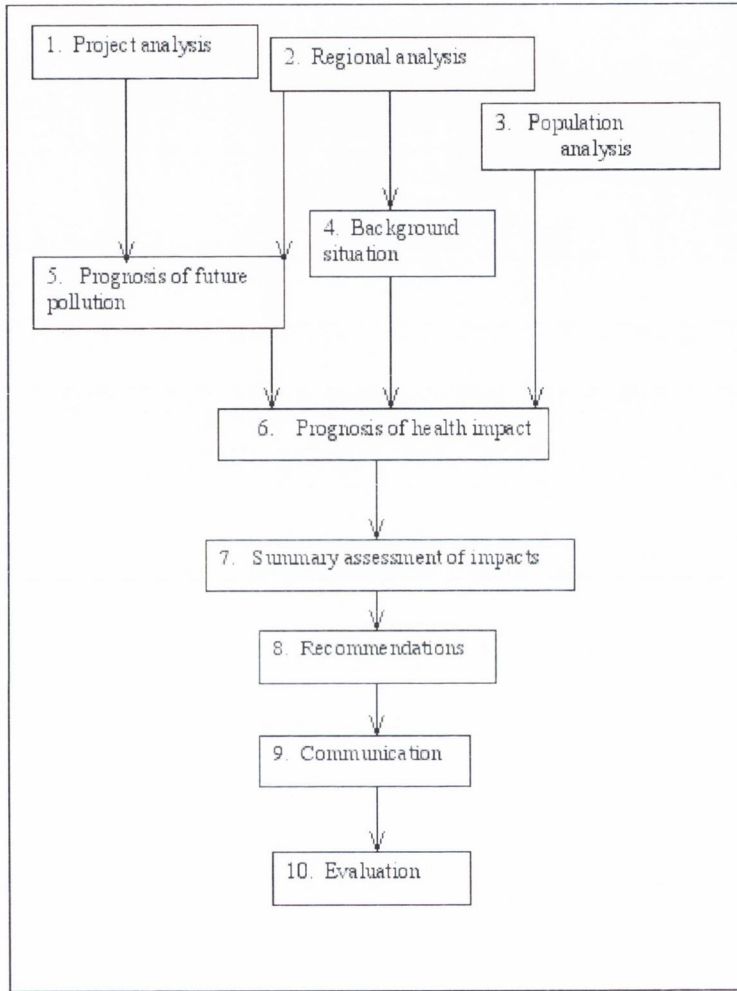 1. Project analysis
2. Regional analysis
3. Population
analysis
4. Background
situation
5. Prognosis of future
pollution
6. Prognosis of health impact
7. Summary assessment of impacts
8. Recommendations
9. Communication
10. Evaluation